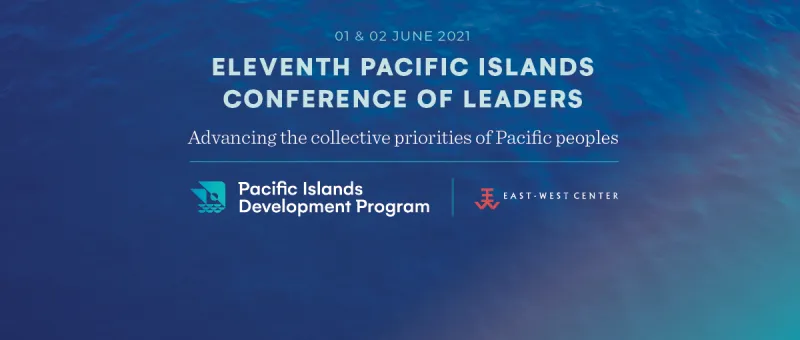 01 & 02 JUNE 2021
ELEVENTH PACIFIC ISLANDS
CONFERENCE OF LEADERS
Advancing the collective priorities of Pacific peoples
Pacific Islands
Development Program
EAST-WEST CENTER